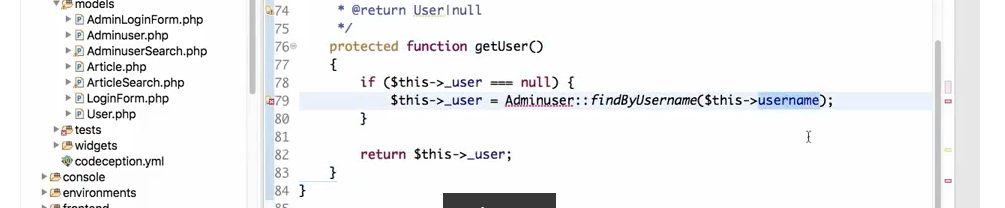 models
AdminLoginForm.php
Adminuser.php
AdminuserSearch.php
Article.php
ArticleSearch.php
LoginForm.php
User.php
tests
widgets
codeception.yml
console
environments
frontend
74 * @return User|null
75 */
76 protected function getUser()
77 {
78 if ($this->_user === null) {
79 $this->_user = Adminuser::findByUsername($this->username);
80 }
81
82 return $this->_user;
83 }
84 }
85